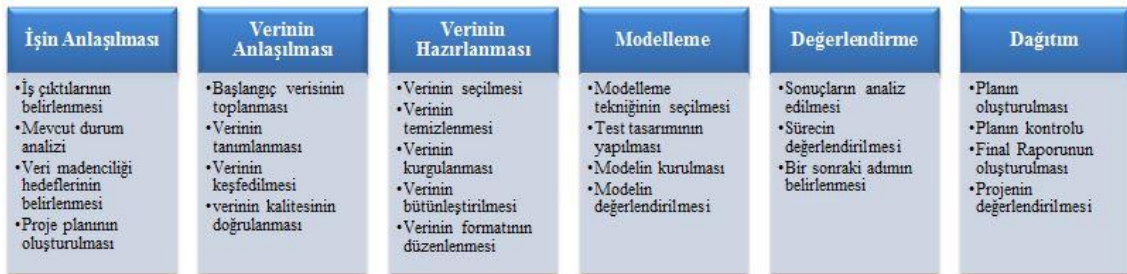 İşin Anlaşılması
•İş çıktılarının
belirlenmesi
•Mevcut durum
analizi
•Veri madenciliği
hedeflerinin
belirlenmesi
•Proje planının
oluşturulması
Verinin
Anlaşılması
•Başlangıç verisinin
toplanması
•Verinin
tanımlanması
•Verinin
keşfedilmesi
•verinin kalitesinin
doğrulanması
Verinin
Hazırlanması
•Verinin seçilmesi
•Verinin
temizlenmesi
•Verinin
kurgulanması
•Verinin
bütünleştirilmesi
•Verinin formatının
düzenlenmesi
Modelleme
•Modelleme
tekniğinin seçilmesi
•Test tasarımının
yapılması
•Modelin kurulması
•Modelin
değerlendirilmesi
Değerlendirme
•Sonuçların analiz
edilmesi
•Sürecin
değerlendirilmesi
•Bir sonraki adımın
belirlenmesi
Dağıtım
•Planın
oluşturulması
•Planın kontrolu
•Final Raporunun
oluşturulması
•Projenin
değerlendirilmesi